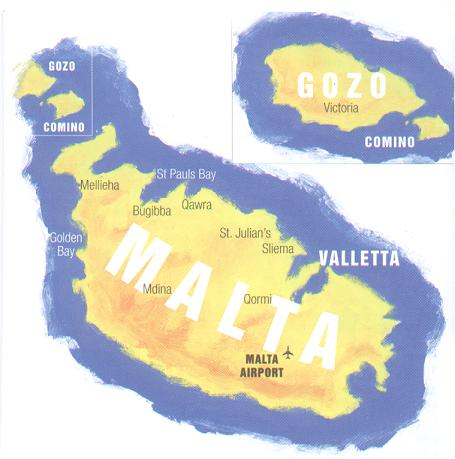 GOZO
COMINO
GOZO
Victoria
COMINO
Mellieha
St Pauls Bay
Bugibba
Qawra
Golden
Bay
St. Julian's
Sliema
VALLETTA
MALTA
Mdina
Qormi
MALTA
AIRPORT